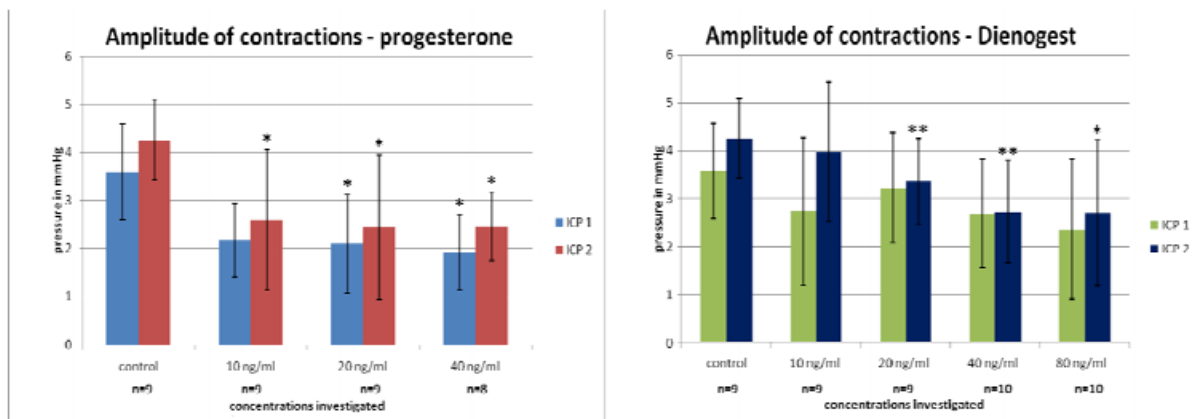 Amplitude of contractions - progesterone
6
5
4
3
2
1
0
pressure in mmHg
*
*
*
*
*
ICP 1
ICP 2
control
10 ng/ml
20 ng/ml
40 ng/ml
n=9
n=9
n=9
n=8
concentrations investigated
Amplitude of contractions - Dienogest
6
5
4
3
2
1
0
pressure in mmHg
**
**
*
ICP 1
ICP 2
control
10 ng/ml
20 ng/ml
40 ng/ml
80 ng/ml
n=9
n=9
n=9
n=10
n=10
concentrations investigated